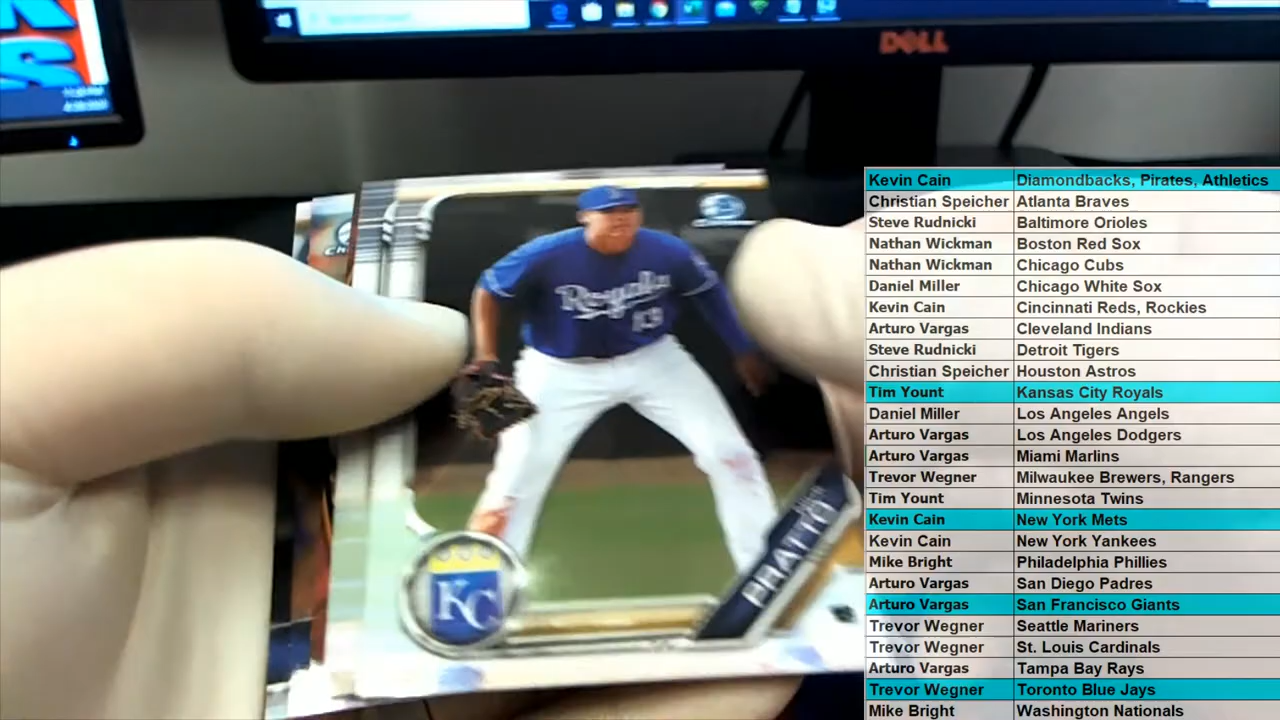 DELL
Royals
13
KC
PRATTO
Kevin Cain Diamondbacks, Pirates, Athletics
Christian Speicher Atlanta Braves
Steve Rudnicki Baltimore Orioles
Nathan Wickman Boston Red Sox
Nathan Wickman Chicago Cubs
Daniel Miller Chicago White Sox
Kevin Cain Cincinnati Reds, Rockies
Arturo Vargas Cleveland Indians
Steve Rudnicki Detroit Tigers
Christian Speicher Houston Astros
Tim Yount Kansas City Royals
Daniel Miller Los Angeles Angels
Arturo Vargas Los Angeles Dodgers
Arturo Vargas Miami Marlins
Trevor Wegner Milwaukee Brewers, Rangers
Tim Yount Minnesota Twins
Kevin Cain New York Mets
Kevin Cain New York Yankees
Mike Bright Philadelphia Phillies
Arturo Vargas San Diego Padres
Arturo Vargas San Francisco Giants
Trevor Wegner Seattle Mariners
Trevor Wegner St. Louis Cardinals
Arturo Vargas Tampa Bay Rays
Trevor Wegner Toronto Blue Jays
Mike Bright Washington Nationals